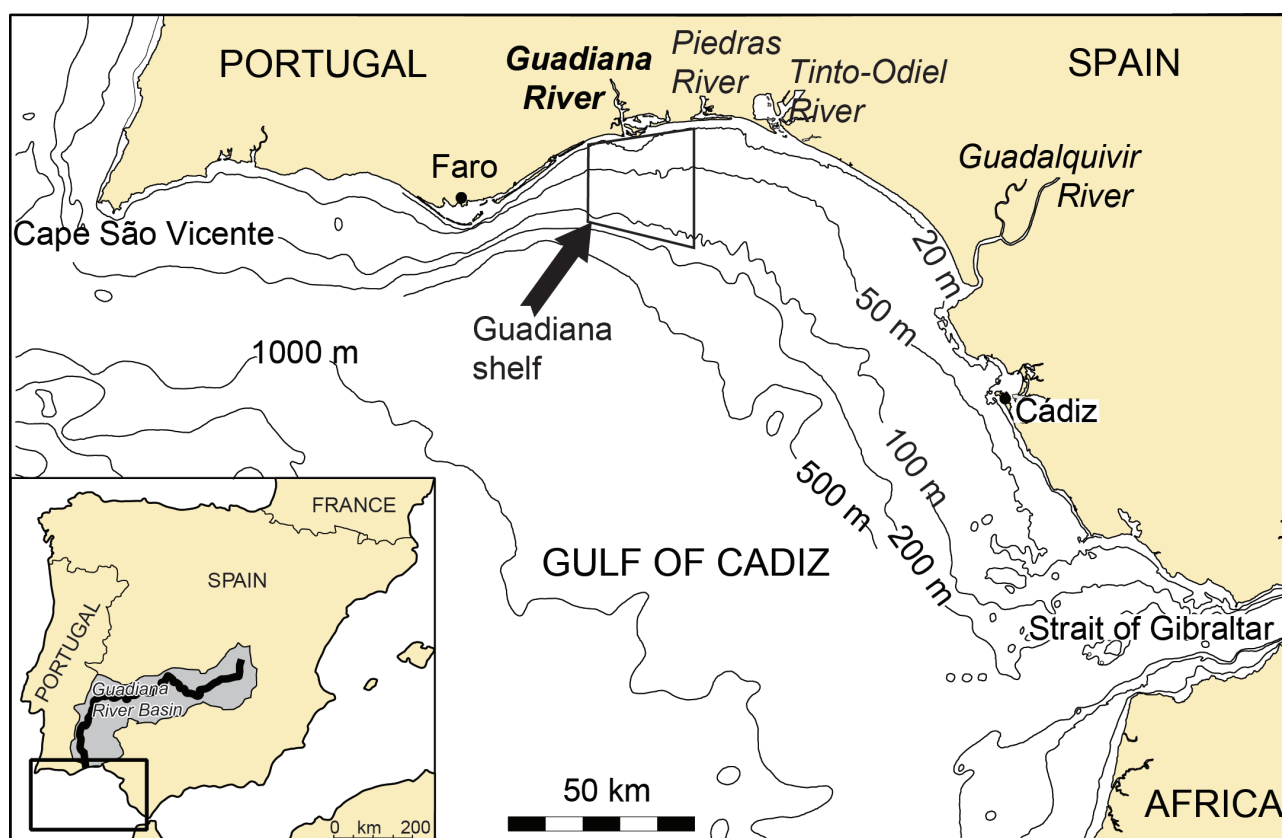 PORTUGAL
Guadiana
River
Piedras
River
Tinto-Odiel
River
SPAIN
Faro
Guadalquivir
River
Cape São Vicente
20 m
50 m
Guadiana
shelf
1000 m
Cádiz
100 m
500 m
200 m
GULF OF CADIZ
Strait of Gibraltar
50 km
AFRICA
FRANCE
SPAIN
PORTUGAL
Guadiana
River Basin
0 km 200